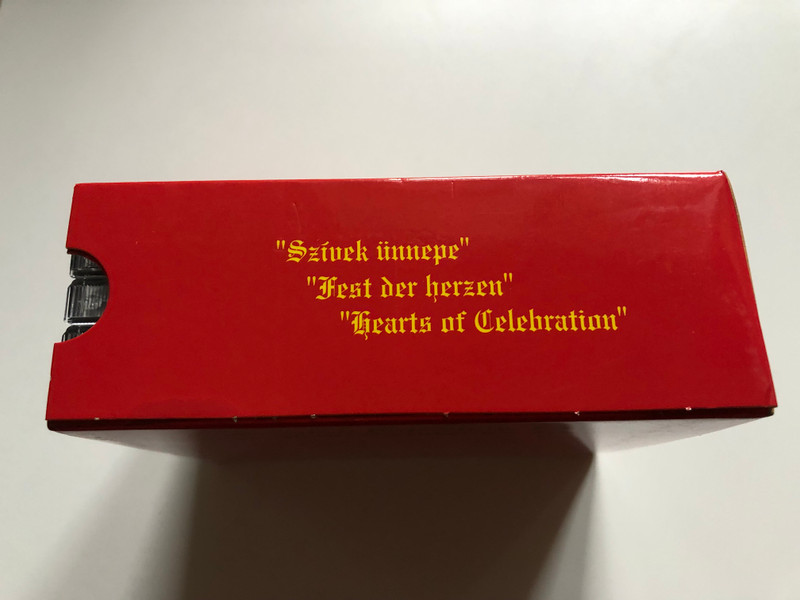 "Szívek ünnepe"
"Fest der herzen"
"Hearts of Celebration"